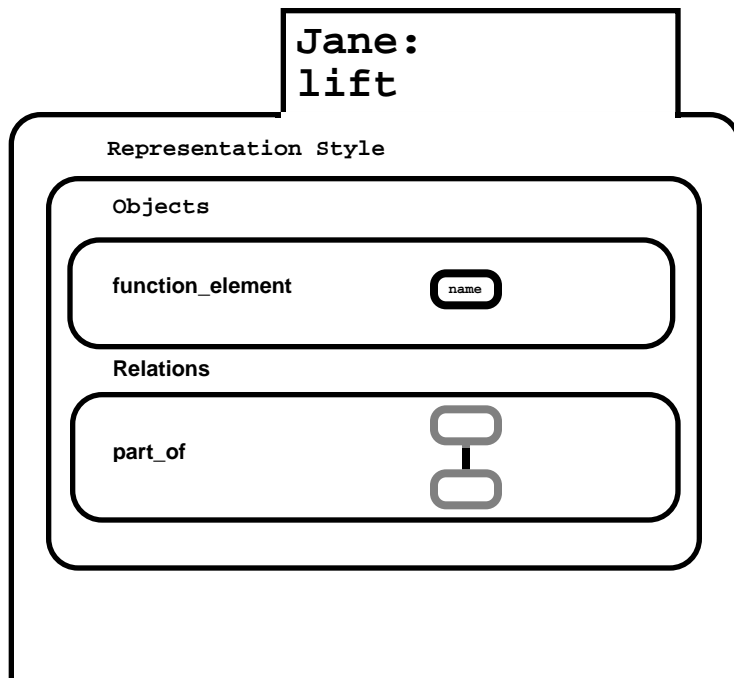 Jane:
lift
Representation Style
Objects
function_element
name
Relations
part_of